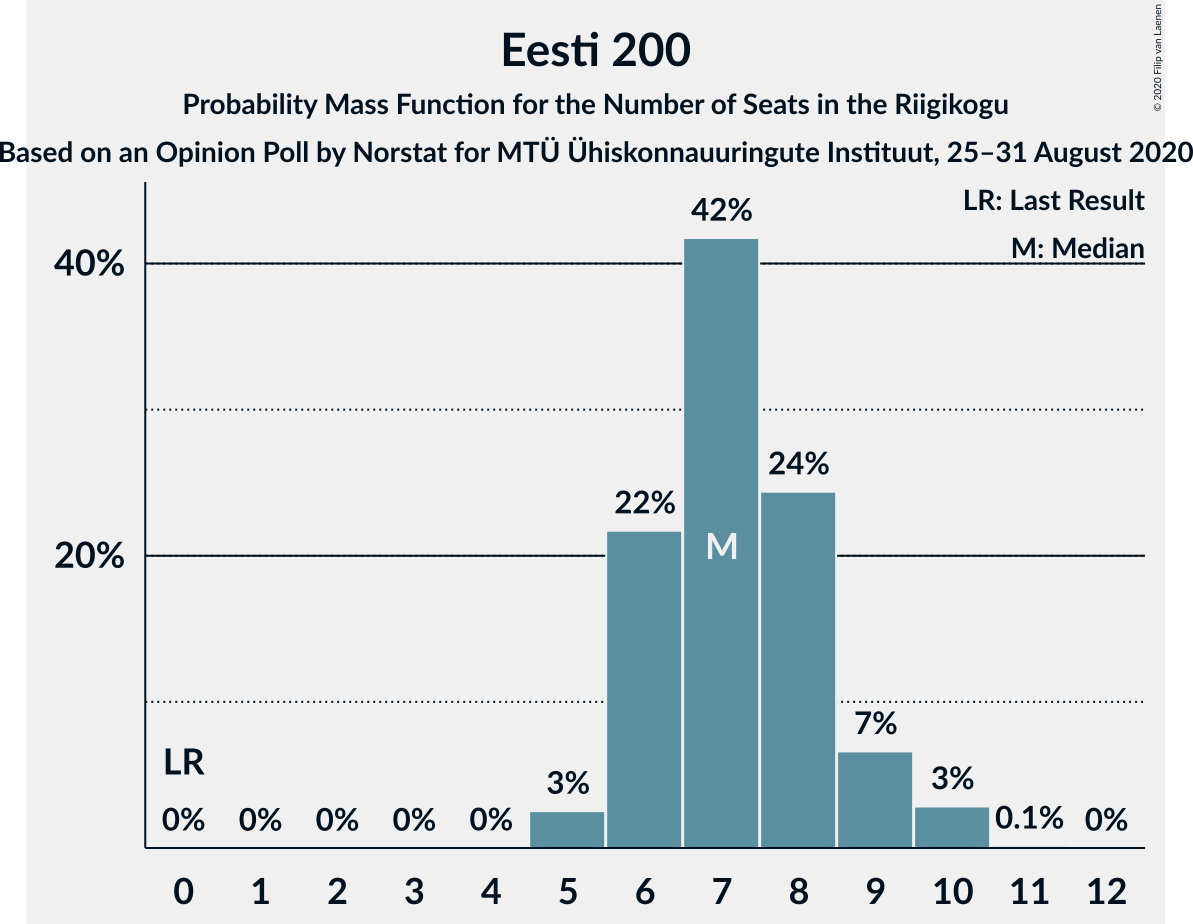 Eesti 200
Probability Mass Function for the Number of Seats in the Riigikogu
Based on an Opinion Poll by Norstat for MTÜ Ühiskonnauuringute Instituut, 25–31 August 2020
© 2020 Filip van Laenen
LR: Last Result
M: Median
42%
40%
24%
22%
M
20%
7%
LR
3%
3%
0% 0% 0% 0% 0% 0.1% 0%
0 1 2 3 4 5 6 7 8 9 10 11 12